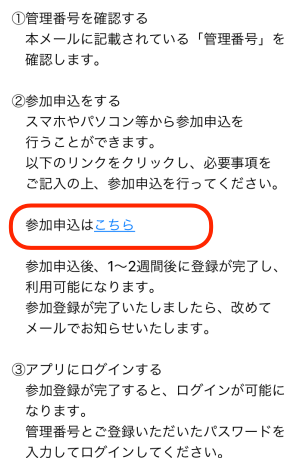 ①管理番号を確認する
本メールに記載されている「管理番号」を
確認します。
②参加申込をする
スマホやパソコン等から参加申込を
行うことができます。
以下のリンクをクリックし、必要事項を
ご記入の上、参加申込を行ってください。
参加申込はこちら
参加申込後、1〜2週間後に登録が完了し、
利用可能になります。
参加登録が完了いたしましたら、改めて
メールでお知らせいたします。
③アプリにログインする
参加登録が完了すると、ログインが可能に
なります。
管理番号とご登録いただいたパスワードを
入力してログインしてください。